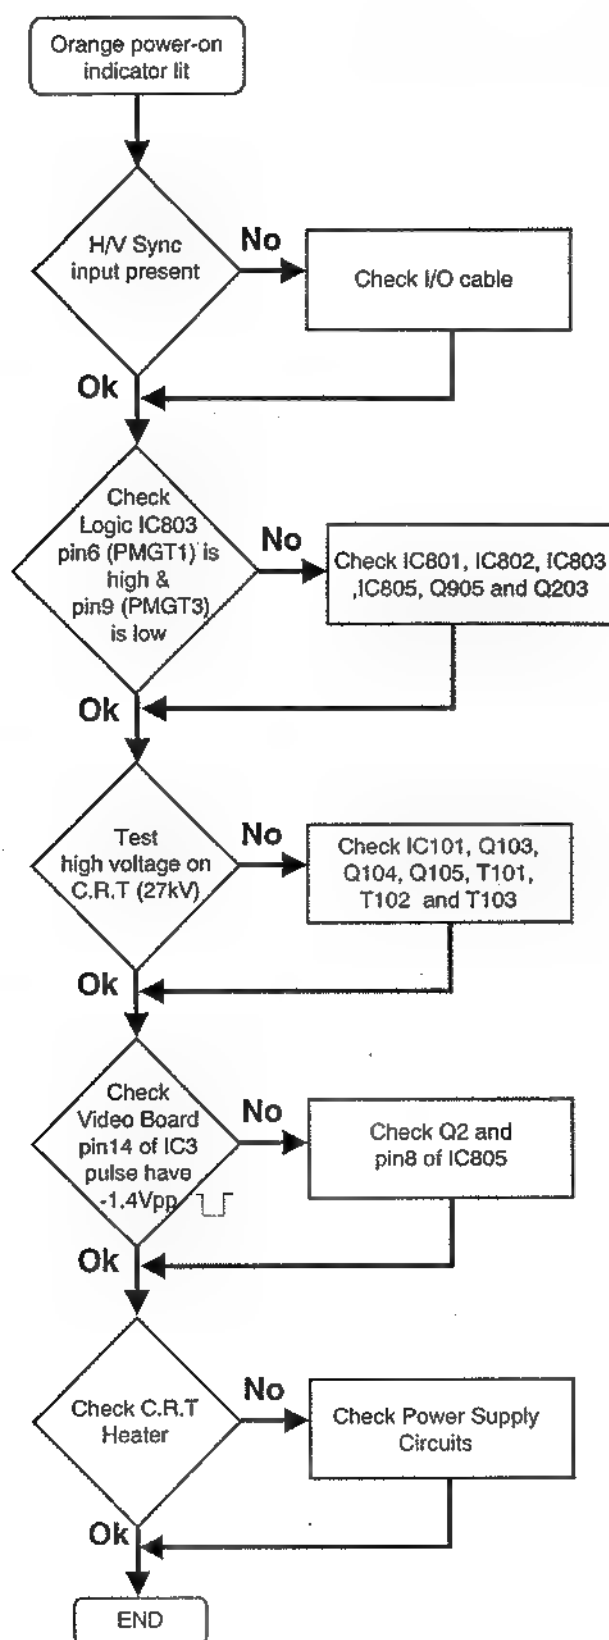 Orange power-on
indicator lit
H/V Sync
input present
No
Check I/O cable
Ok
Check
Logic IC803
pin6 (PMGT1) is
high &
pin9 (PMGT3)
is low
No
Check IC801, IC802, IC803
,IC805, Q905 and Q203
Ok
Test
high voltage on
C.R.T (27kV)
No
Check IC101, Q103,
Q104, Q105, T101,
T102 and T103
Ok
Check
Video Board
pin14 of IC3
pulse have
-1.4Vpp
No
Check Q2 and
pin8 of IC805
Ok
Check C.R.T
Heater
No
Check Power Supply
Circuits
Ok
END